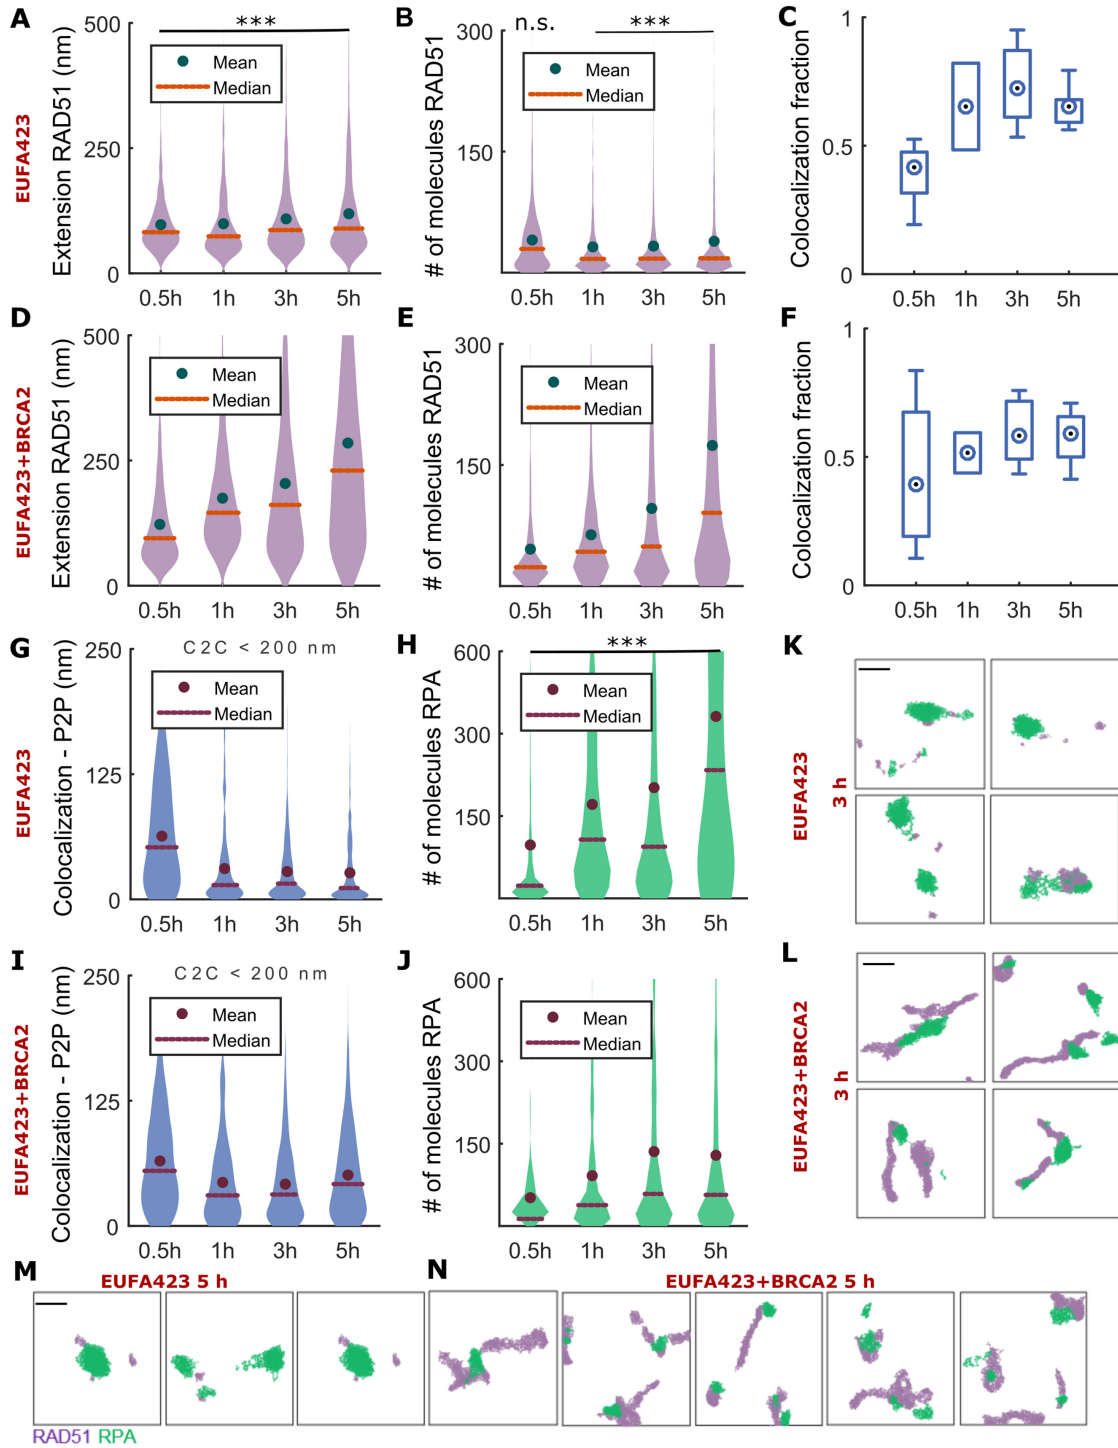 A
EUFA423
Extension RAD51 (nm)
500
250
0
***
Mean
Median
0.5h 1h 3h 5h
B
# of molecules RAD51
300
150
n.s.
***
Mean
Median
0.5h 1h 3h 5h
C
Colocalization fraction
1
0.5
0
0.5h 1h 3h 5h
D
EUFA423+BRCA2
Extension RAD51 (nm)
500
250
0
Mean
Median
0.5h 1h 3h 5h
E
# of molecules RAD51
300
150
Mean
Median
0.5h 1h 3h 5h
F
Colocalization fraction
1
0.5
0
0.5h 1h 3h 5h
G
EUFA423
Colocalization - P2P (nm)
250
125
0
C2C < 200 nm
Mean
Median
0.5h 1h 3h 5h
H
# of molecules RPA
600
300
150
***
Mean
Median
0.5h 1h 3h 5h
K
EUFA423
3 h
I
EUFA423+BRCA2
Colocalization - P2P (nm)
250
125
0
C2C < 200 nm
Mean
Median
0.5h 1h 3h 5h
J
# of molecules RPA
600
300
150
Mean
Median
0.5h 1h 3h 5h
L
EUFA423+BRCA2
3 h
M
EUFA423 5 h
N
EUFA423+BRCA2 5 h
RAD51 RPA